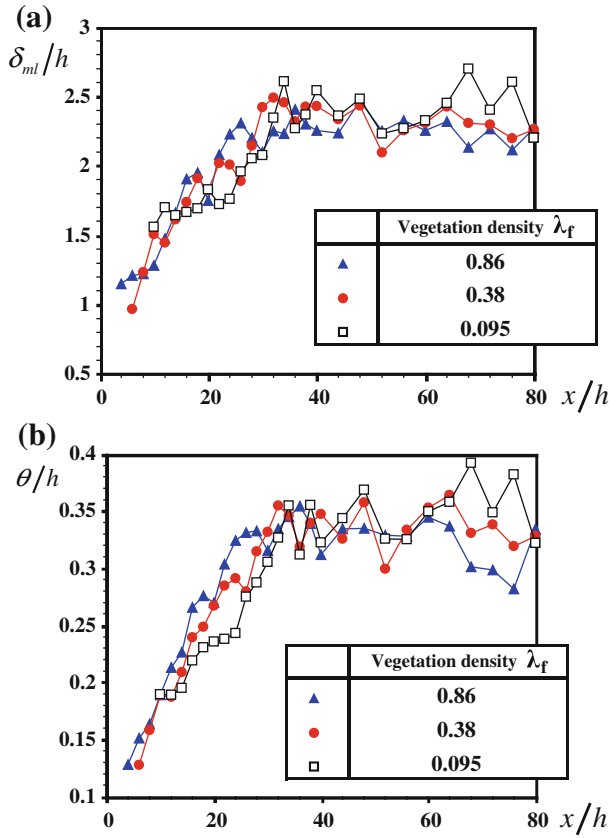 (a)
δ_ml/h
3
2.5
2
1.5
1
0.5
0 20 40 60 80
x/h
Vegetation density λ_f
0.86
0.38
0.095
(b)
θ/h
0.4
0.35
0.3
0.25
0.2
0.15
0.1
0 20 40 60 80
x/h
Vegetation density λ_f
0.86
0.38
0.095